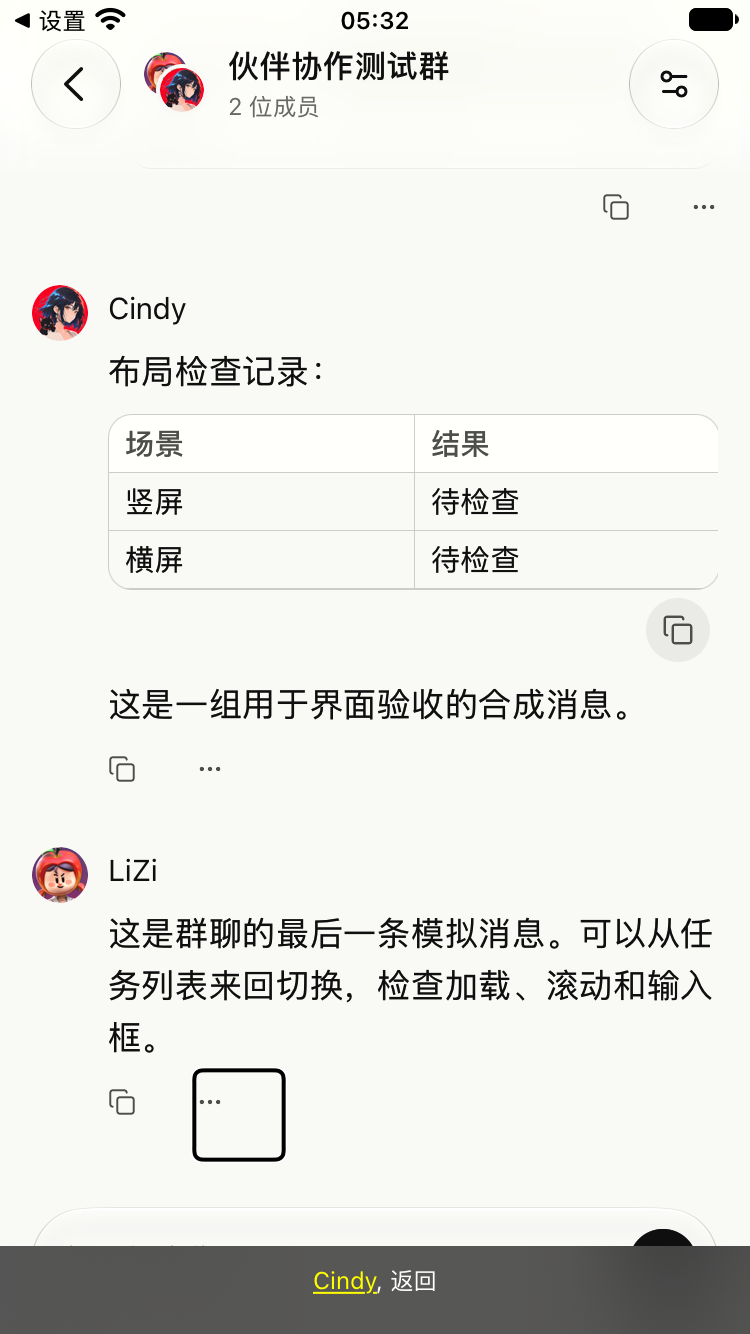 设置
05:32
伙伴协作测试群
2 位成员
Cindy
布局检查记录：
场景 结果
竖屏 待检查
横屏 待检查
这是一组用于界面验收的合成消息。
LiZi
这是群聊的最后一条模拟消息。可以从任
务列表来回切换，检查加载、滚动和输入
框。
Cindy, 返回